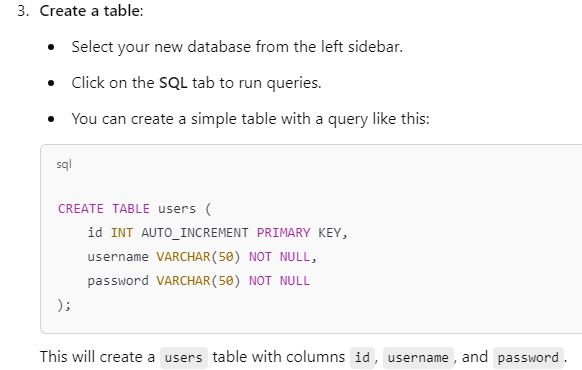 3. Create a table:
• Select your new database from the left sidebar.
• Click on the SQL tab to run queries.
• You can create a simple table with a query like this:
sql
CREATE TABLE users (
    id INT AUTO_INCREMENT PRIMARY KEY,
    username VARCHAR(50) NOT NULL,
    password VARCHAR(50) NOT NULL
);
This will create a users table with columns id, username, and password.